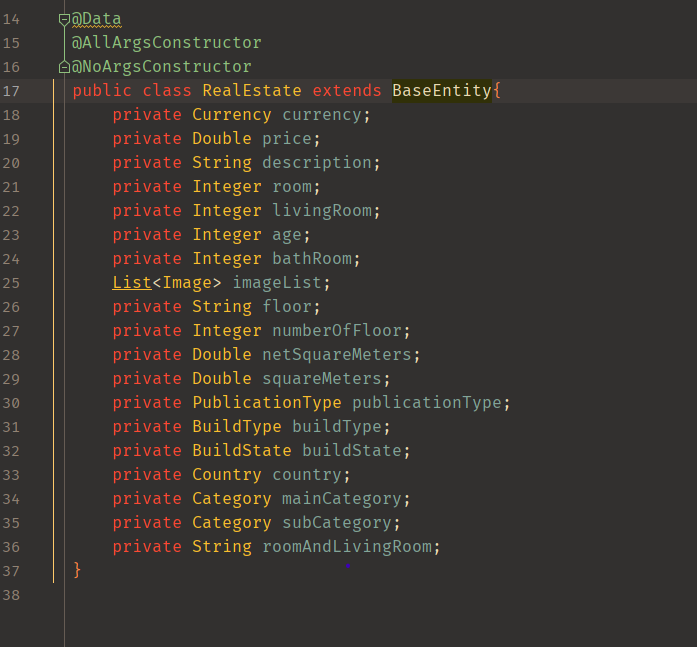 14 @Data
15 @AllArgsConstructor
16 @NoArgsConstructor
17 public class RealEstate extends BaseEntity{
18 private Currency currency;
19 private Double price;
20 private String description;
21 private Integer room;
22 private Integer livingRoom;
23 private Integer age;
24 private Integer bathRoom;
25 List<Image> imageList;
26 private String floor;
27 private Integer numberOfFloor;
28 private Double netSquareMeters;
29 private Double squareMeters;
30 private PublicationType publicationType;
31 private BuildType buildType;
32 private BuildState buildState;
33 private Country country;
34 private Category mainCategory;
35 private Category subCategory;
36 private String roomAndLivingRoom;
37 }
38